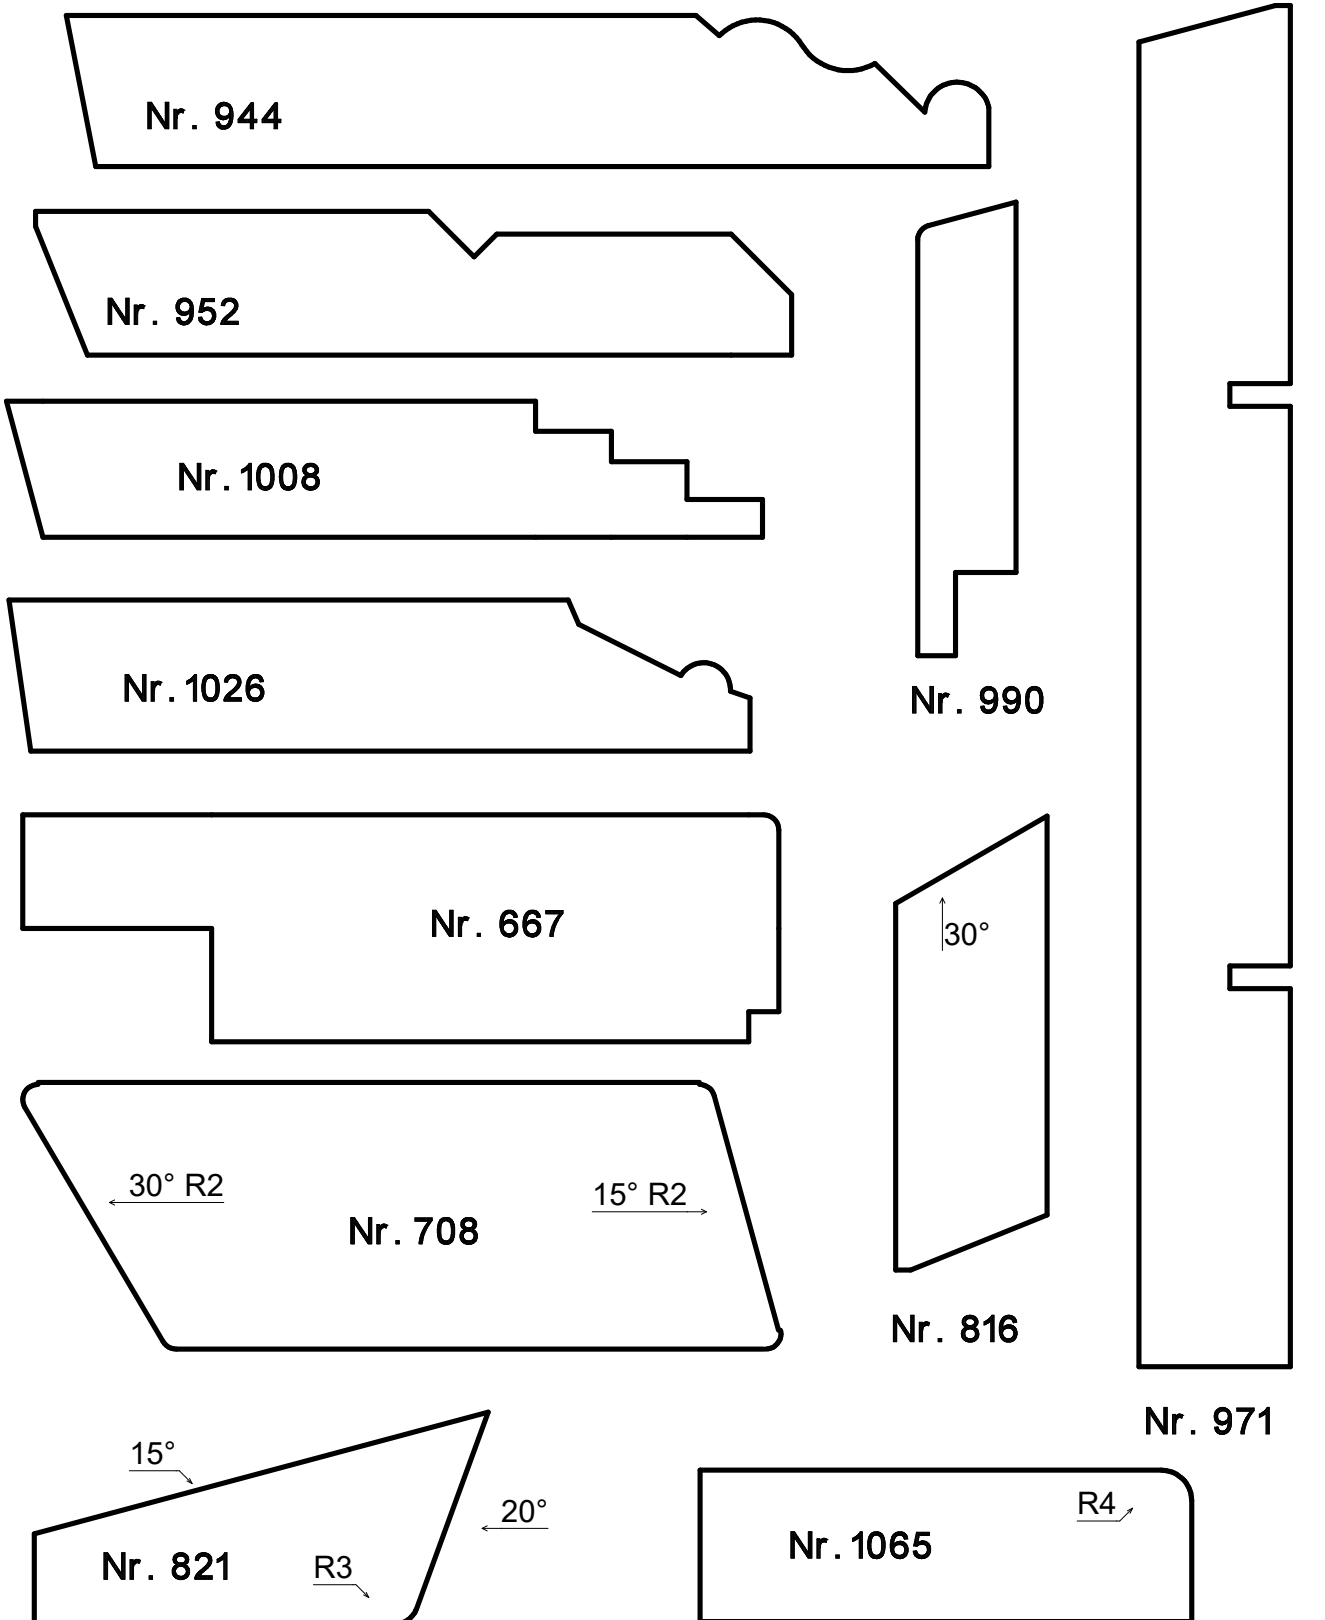 Nr. 944
Nr. 952
Nr. 1008
Nr. 1026
Nr. 990
Nr. 667
30°
30° R2
15° R2
Nr. 708
Nr. 816
Nr. 971
15°
20°
Nr. 821
R3
R4
Nr. 1065